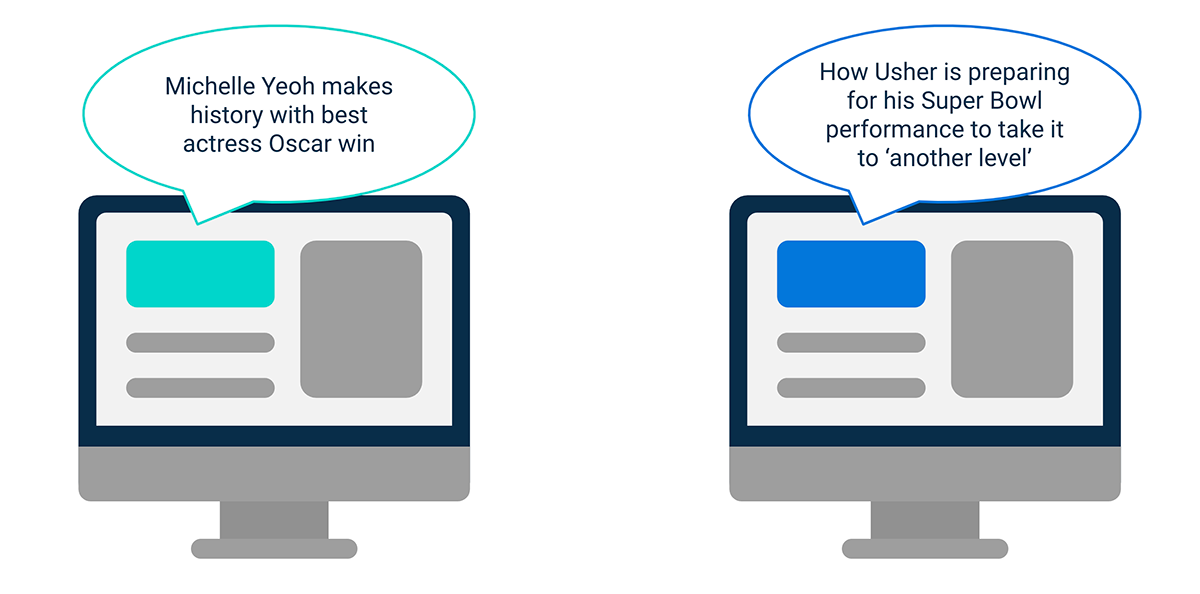 Michelle Yeoh makes
history with best
actress Oscar win
How Usher is preparing
for his Super Bowl
performance to take it
to ‘another level’